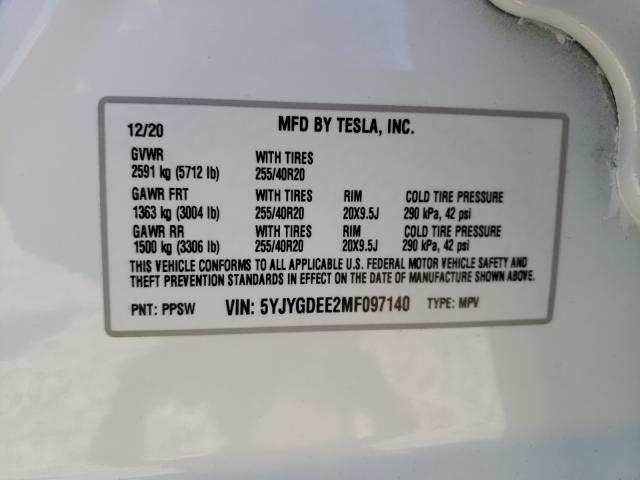 12/20 MFD BY TESLA, INC.
GVWR WITH TIRES
2591 kg (5712 lb) 255/40R20
GAWR FRT WITH TIRES RIM COLD TIRE PRESSURE
1363 kg (3004 lb) 255/40R20 20X9.5J 290 kPa, 42 psi
GAWR RR WITH TIRES RIM COLD TIRE PRESSURE
1500 kg (3306 lb) 255/40R20 20X9.5J 290 kPa, 42 psi
THIS VEHICLE CONFORMS TO ALL APPLICABLE U.S. FEDERAL MOTOR VEHICLE SAFETY AND
THEFT PREVENTION STANDARDS IN EFFECT ON THE DATE OF MANUFACTURE SHOWN ABOVE.
PNT: PPSW VIN: 5YJYGDEE2MF097140 TYPE: MPV